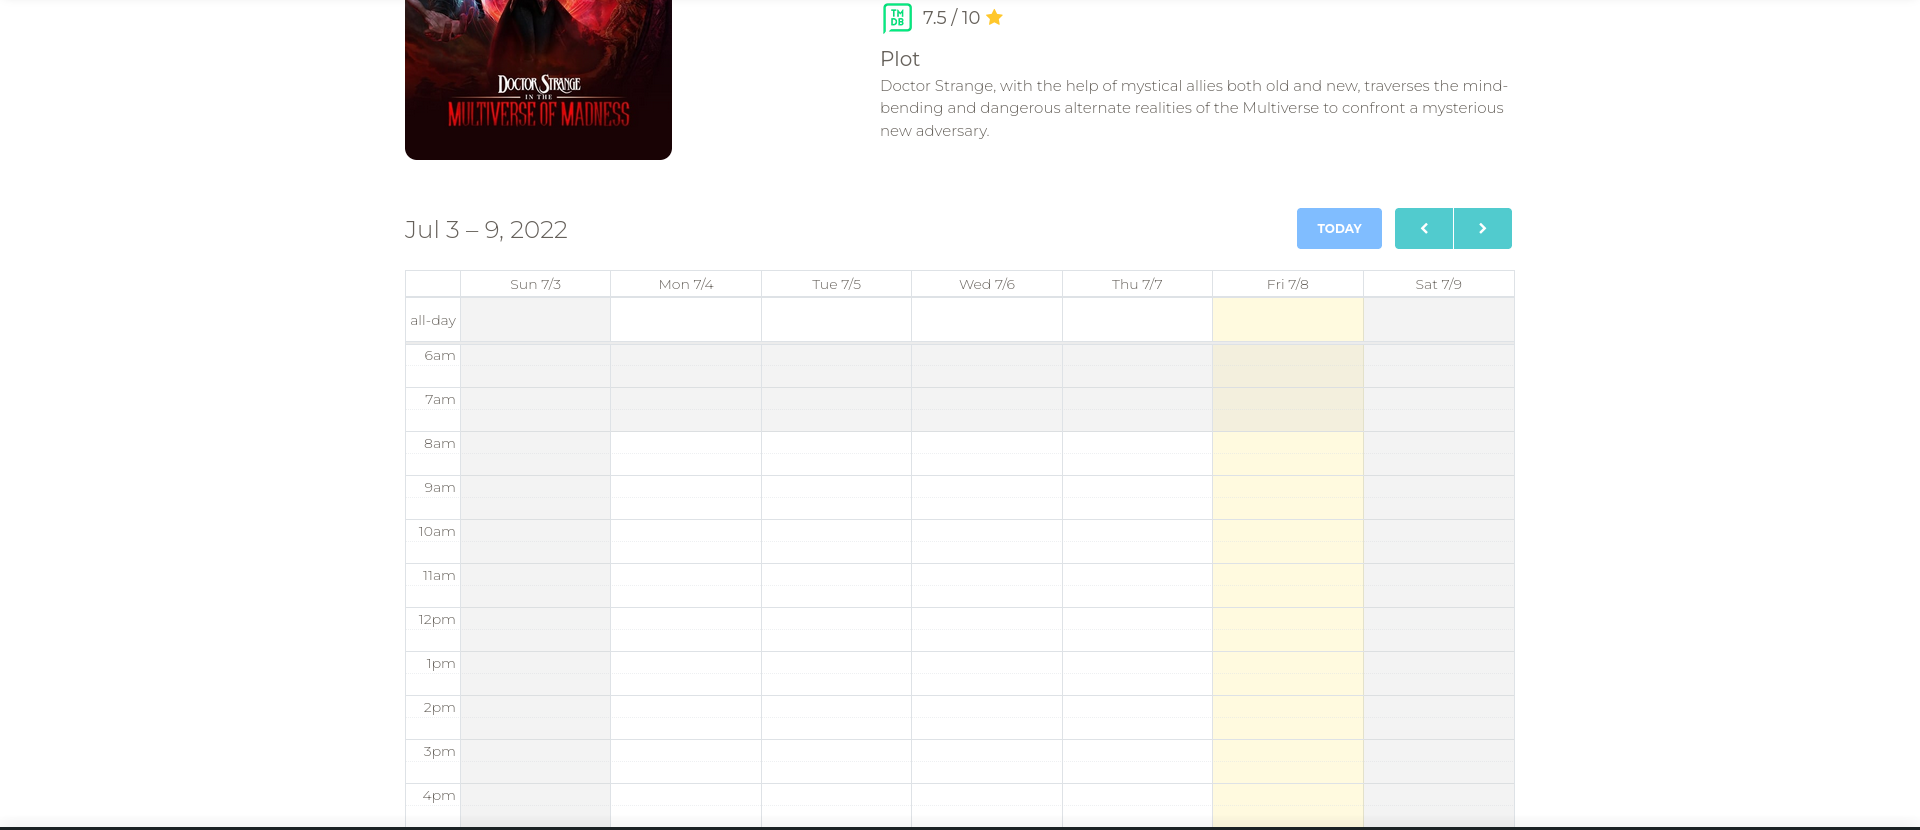 TM
DB
7.5 / 10
Plot
Doctor Strange, with the help of mystical allies both old and new, traverses the mind-
bending and dangerous alternate realities of the Multiverse to confront a mysterious
new adversary.
DOCTOR STRANGE
IN THE
MULTIVERSE OF MADNESS
Jul 3 – 9, 2022
TODAY
Sun 7/3 Mon 7/4 Tue 7/5 Wed 7/6 Thu 7/7 Fri 7/8 Sat 7/9
all-day
6am
7am
8am
9am
10am
11am
12pm
1pm
2pm
3pm
4pm